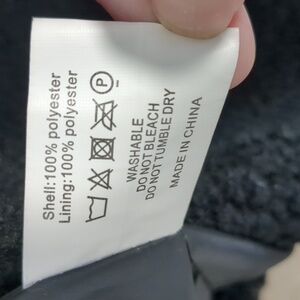 Shell:100% polyester
Lining:100% polyester
P
WASHABLE
DO NOT BLEACH
DO NOT TUMBLE DRY
MADE IN CHINA